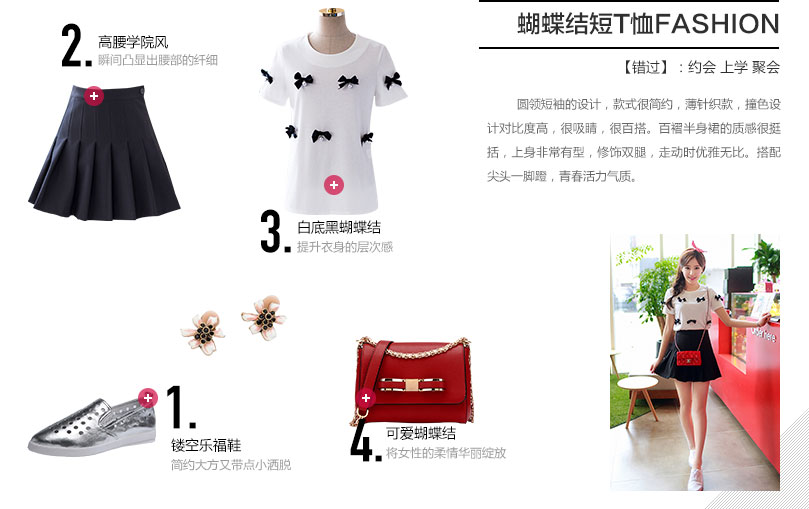 蝴蝶结短T恤FASHION
【错过】：约会 上学 聚会
圆领短袖的设计，款式很简约，薄针织款，撞色设
计对比度高，很吸睛，很百搭。百褶半身裙的质感很挺
括，上身非常有型，修饰双腿，走动时优雅无比。搭配
尖头一脚蹬，青春活力气质。
2.
高腰学院风
瞬间凸显出腰部的纤细
3.
白底黑蝴蝶结
提升衣身的层次感
1.
镂空乐福鞋
简约大方又带点小洒脱
4.
可爱蝴蝶结
将女性的柔情华丽绽放